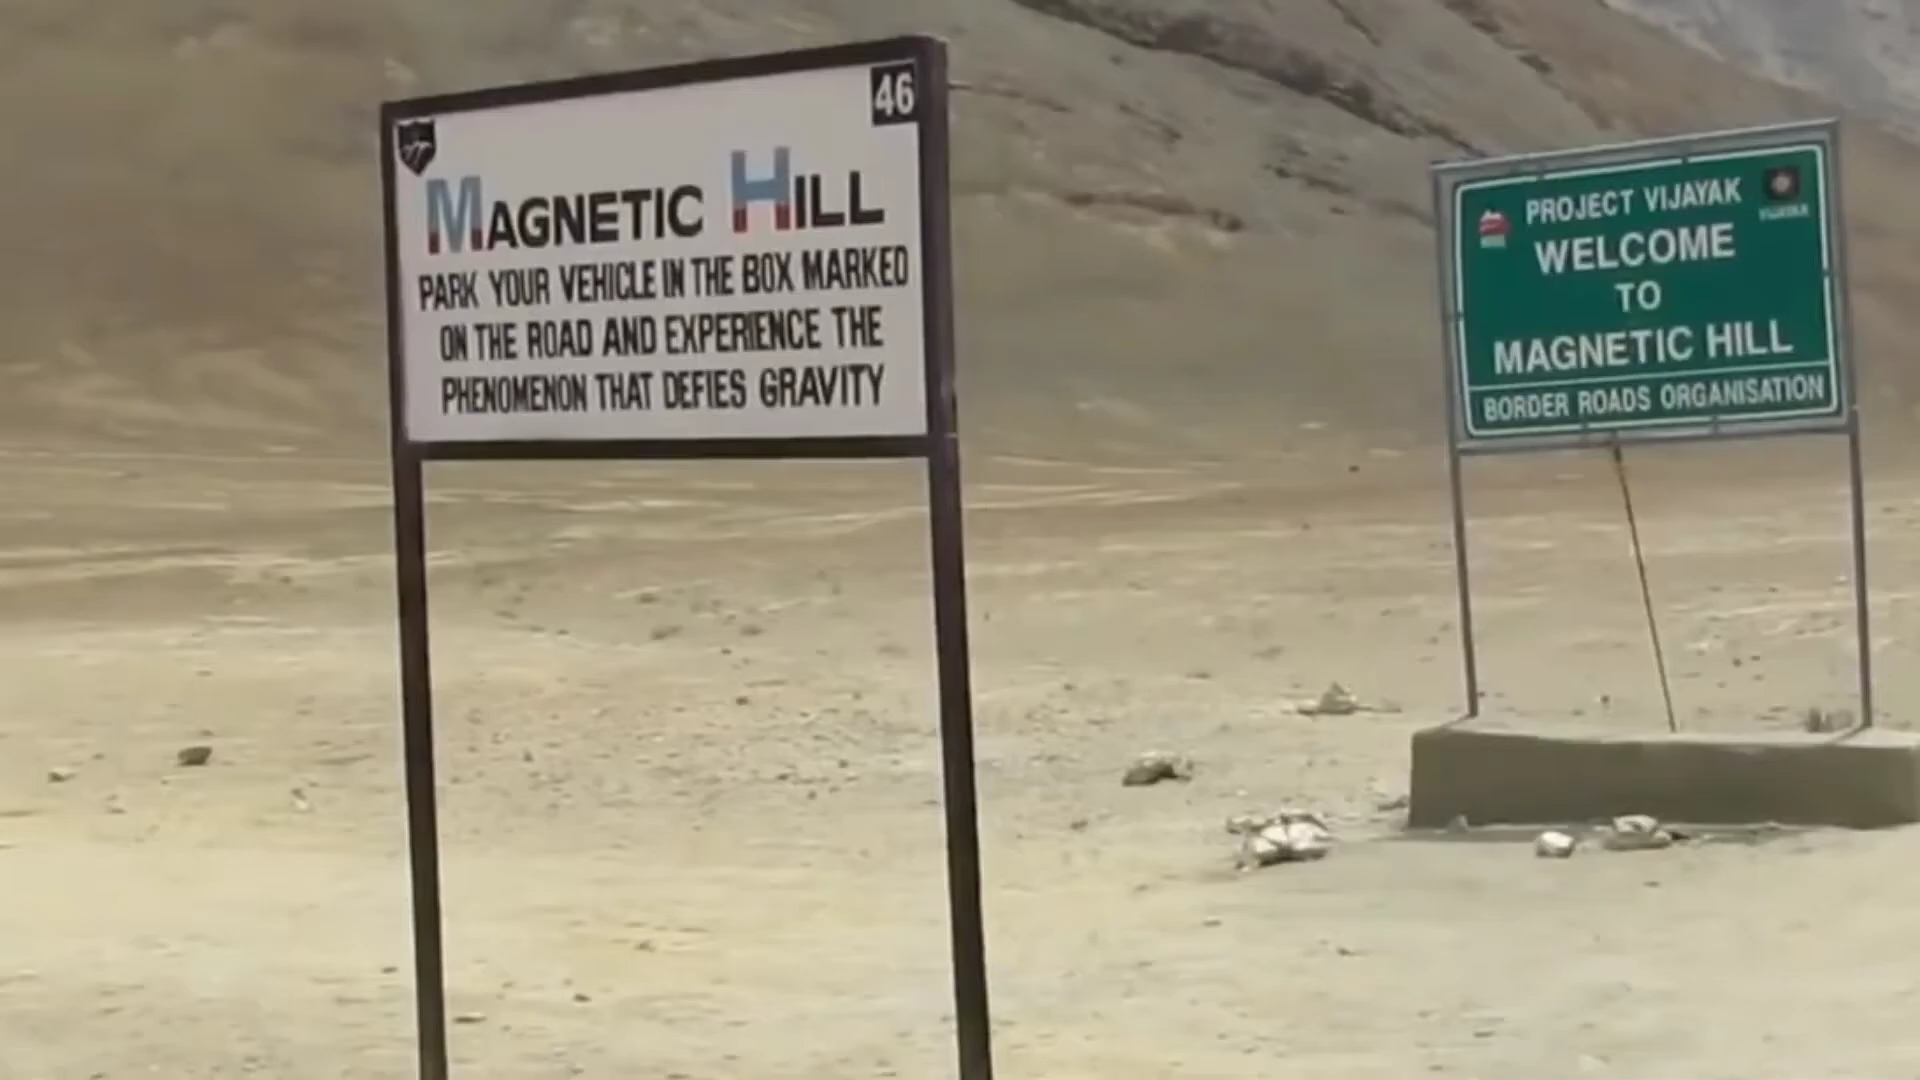 46
MAGNETIC HILL
PARK YOUR VEHICLE IN THE BOX MARKED
ON THE ROAD AND EXPERIENCE THE
PHENOMENON THAT DEFIES GRAVITY
PROJECT VIJAYAK
VIJAYAK
WELCOME
TO
MAGNETIC HILL
BORDER ROADS ORGANISATION